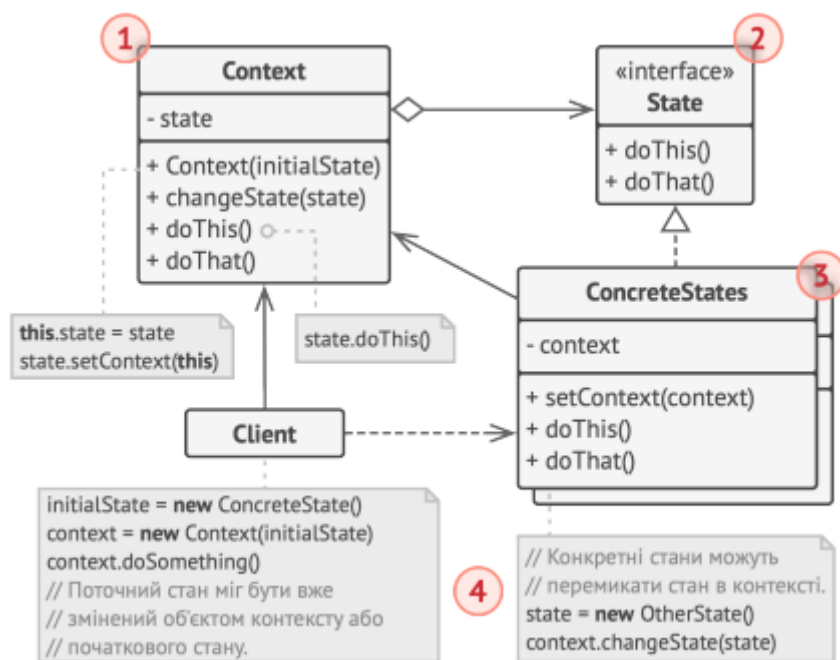 1
Context
- state
+ Context(initialState)
+ changeState(state)
+ doThis()
+ doThat()
2
«interface»
State
+ doThis()
+ doThat()
3
ConcreteStates
- context
+ setContext(context)
+ doThis()
+ doThat()
this.state = state
state.setContext(this)
state.doThis()
Client
initialState = new ConcreteState()
context = new Context(initialState)
context.doSomething()
// Поточний стан міг бути вже
// змінений об'єктом контексту або
// початкового стану.
4
// Конкретні стани можуть
// перемикати стан в контексті.
state = new OtherState()
context.changeState(state)